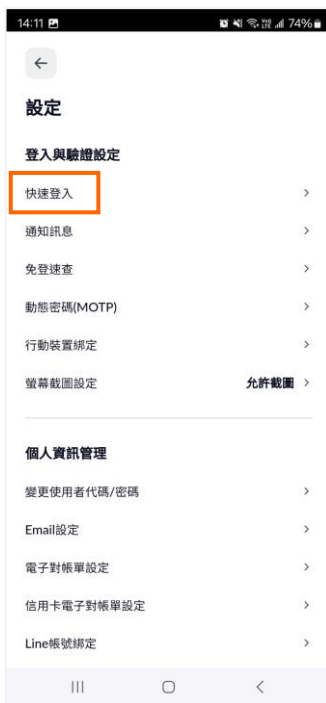 14:11 74%
設定
登入與驗證設定
快速登入
通知訊息
免登速查
動態密碼(MOTP)
行動裝置綁定
螢幕截圖設定 允許截圖
個人資訊管理
變更使用者代碼/密碼
Email設定
電子對帳單設定
信用卡電子對帳單設定
Line帳號綁定